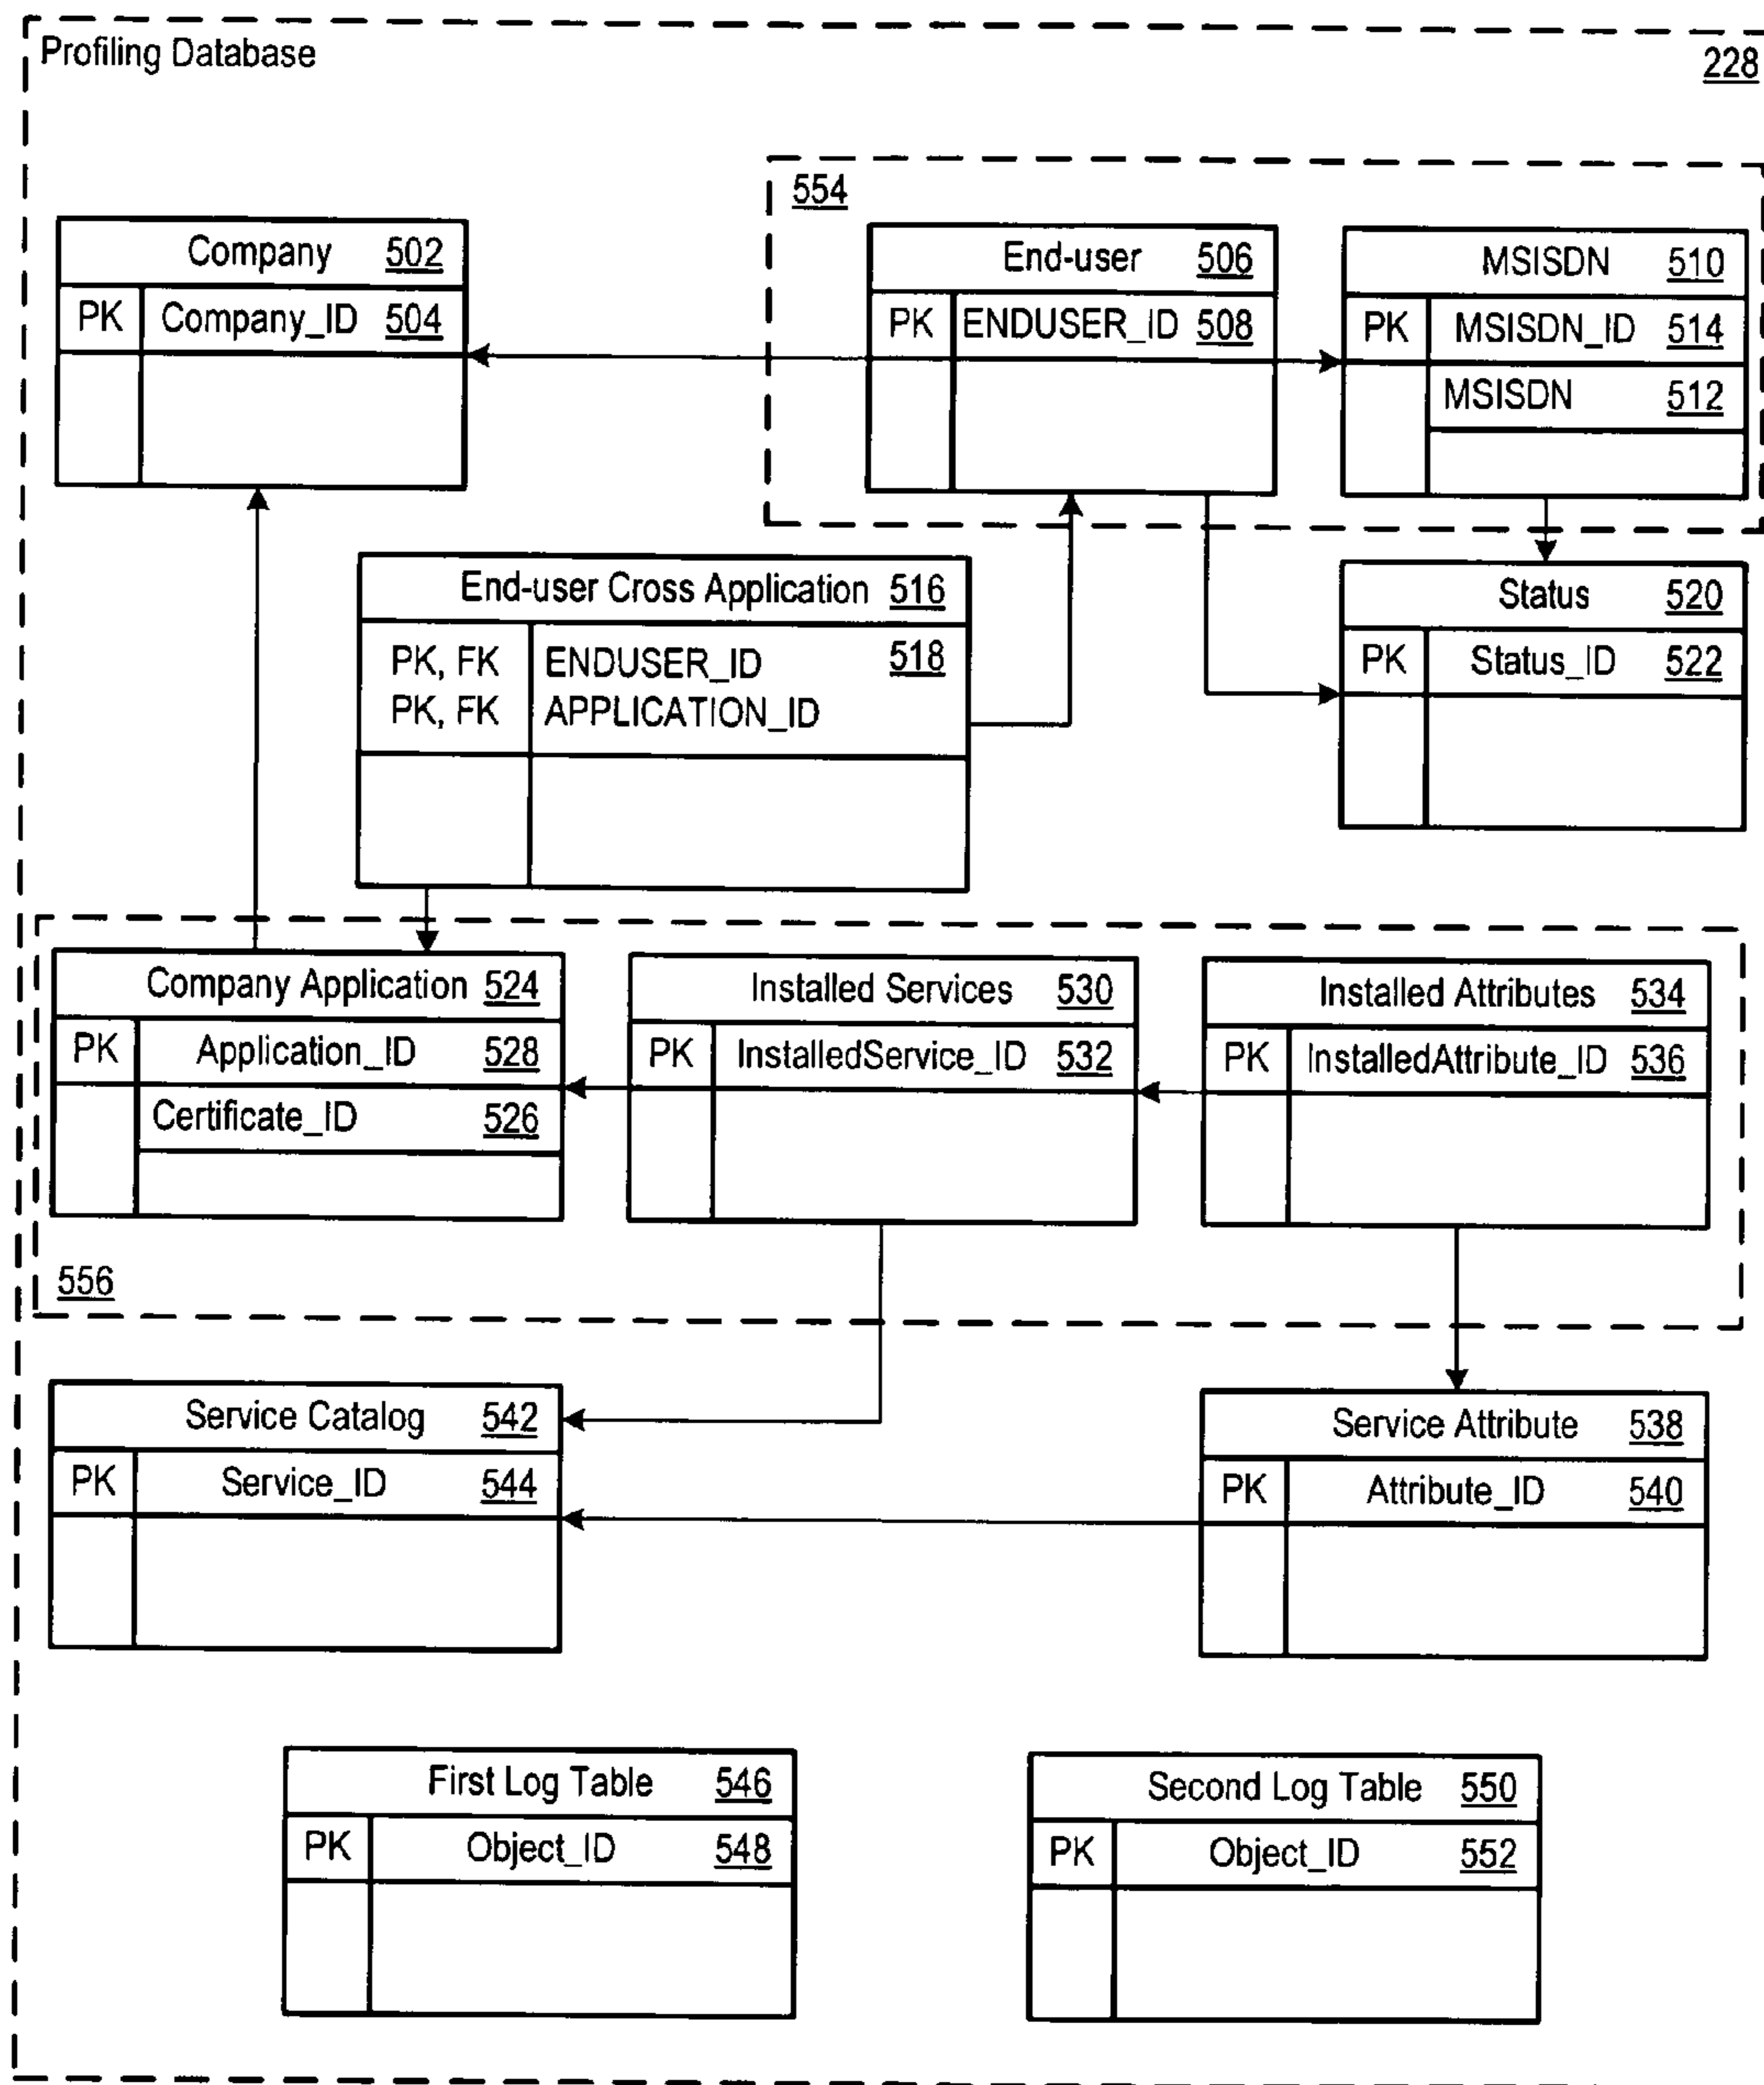 Profiling Database 228
554
Company 502
PK Company_ID 504
End-user 506
PK ENDUSER_ID 508
MSISDN 510
PK MSISDN_ID 514
MSISDN 512
End-user Cross Application 516
PK, FK ENDUSER_ID 518
PK, FK APPLICATION_ID
Status 520
PK Status_ID 522
Company Application 524
PK Application_ID 528
Certificate_ID 526
Installed Services 530
PK InstalledService_ID 532
Installed Attributes 534
PK InstalledAttribute_ID 536
556
Service Catalog 542
PK Service_ID 544
Service Attribute 538
PK Attribute_ID 540
First Log Table 546
PK Object_ID 548
Second Log Table 550
PK Object_ID 552